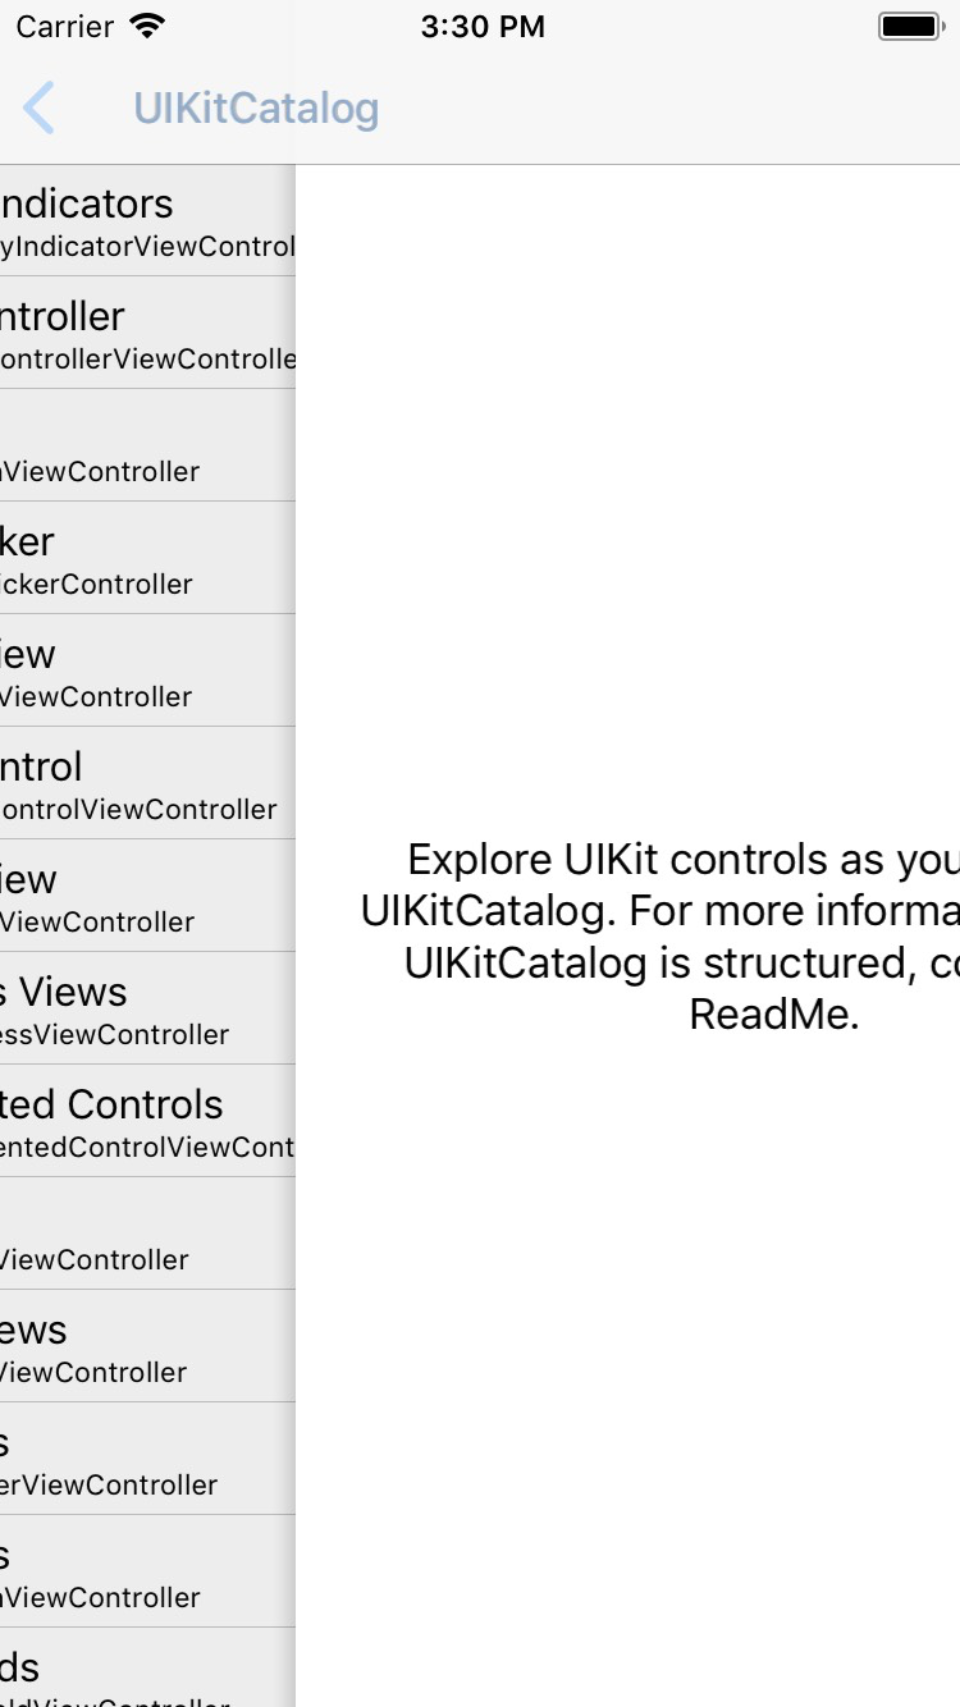 Carrier 3:30 PM
UIKitCatalog
ndicators
yIndicatorViewControl
ntroller
ontrollerViewControlle
ViewController
ker
ickerController
iew
ViewController
ntrol
ontrolViewController
iew
ViewController
s Views
essViewController
ted Controls
entedControlViewCont
ViewController
ews
ViewController
s
erViewController
s
ViewController
ds
Explore UIKit controls as you
UIKitCatalog. For more informa
UIKitCatalog is structured, co
ReadMe.